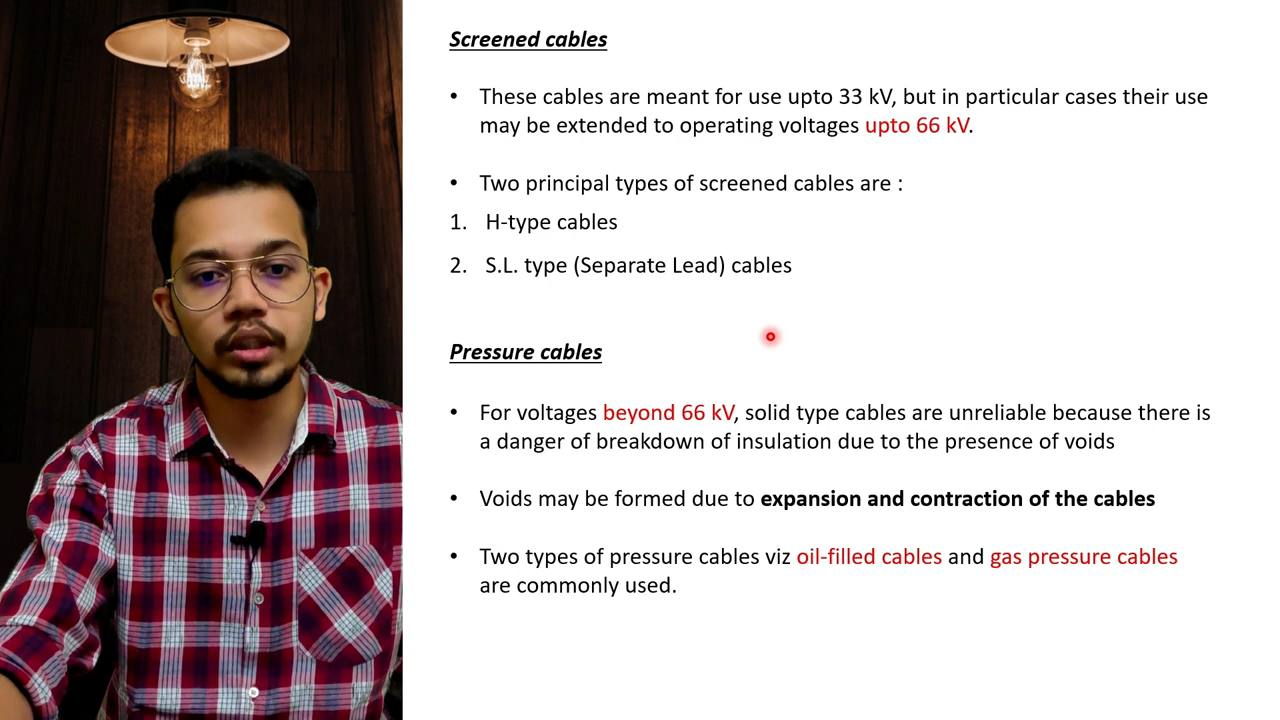 Screened cables
• These cables are meant for use upto 33 kV, but in particular cases their use
may be extended to operating voltages upto 66 kV.
• Two principal types of screened cables are :
1. H-type cables
2. S.L. type (Separate Lead) cables
Pressure cables
• For voltages beyond 66 kV, solid type cables are unreliable because there is
a danger of breakdown of insulation due to the presence of voids
• Voids may be formed due to expansion and contraction of the cables
• Two types of pressure cables viz oil-filled cables and gas pressure cables
are commonly used.